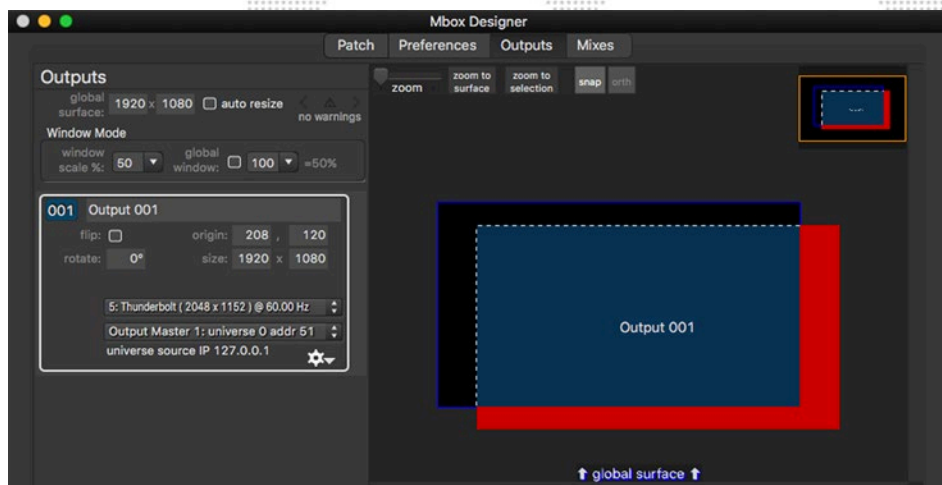 Mbox Designer
Patch Preferences Outputs Mixes
Outputs
global surface: 1920 x 1080 auto resize
no warnings
Window Mode
window scale %: 50 global window: 100 =50%
001 Output 001
flip: origin: 208 , 120
rotate: 0° size: 1920 x 1080
5: Thunderbolt ( 2048 x 1152 ) @ 60.00 Hz
Output Master 1: universe 0 addr 51
universe source IP 127.0.0.1
zoom
zoom to surface
zoom to selection
snap
orth
Output 001
⬆ global surface ⬆